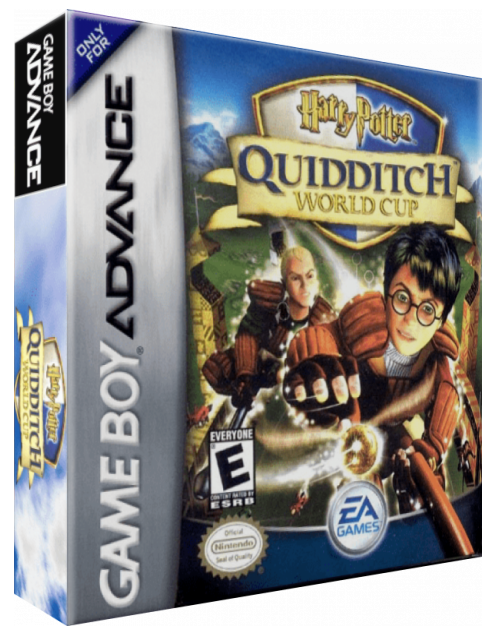 GAME BOY
ADVANCE
Harry Potter
QUIDDITCH
WORLD CUP
ONLY
FOR
GAME BOY ADVANCE
Harry Potter
QUIDDITCH
WORLD CUP
EVERYONE
E
CONTENT RATED BY
ESRB
Official
Nintendo
Seal of Quality
EA
GAMES